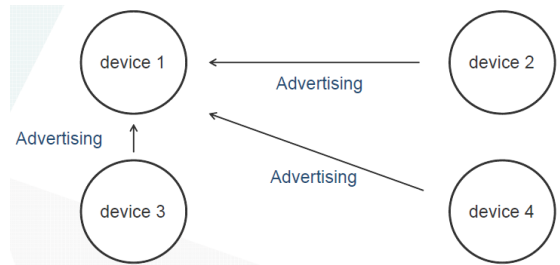 device 1
device 2
Advertising
Advertising
Advertising
device 3
device 4